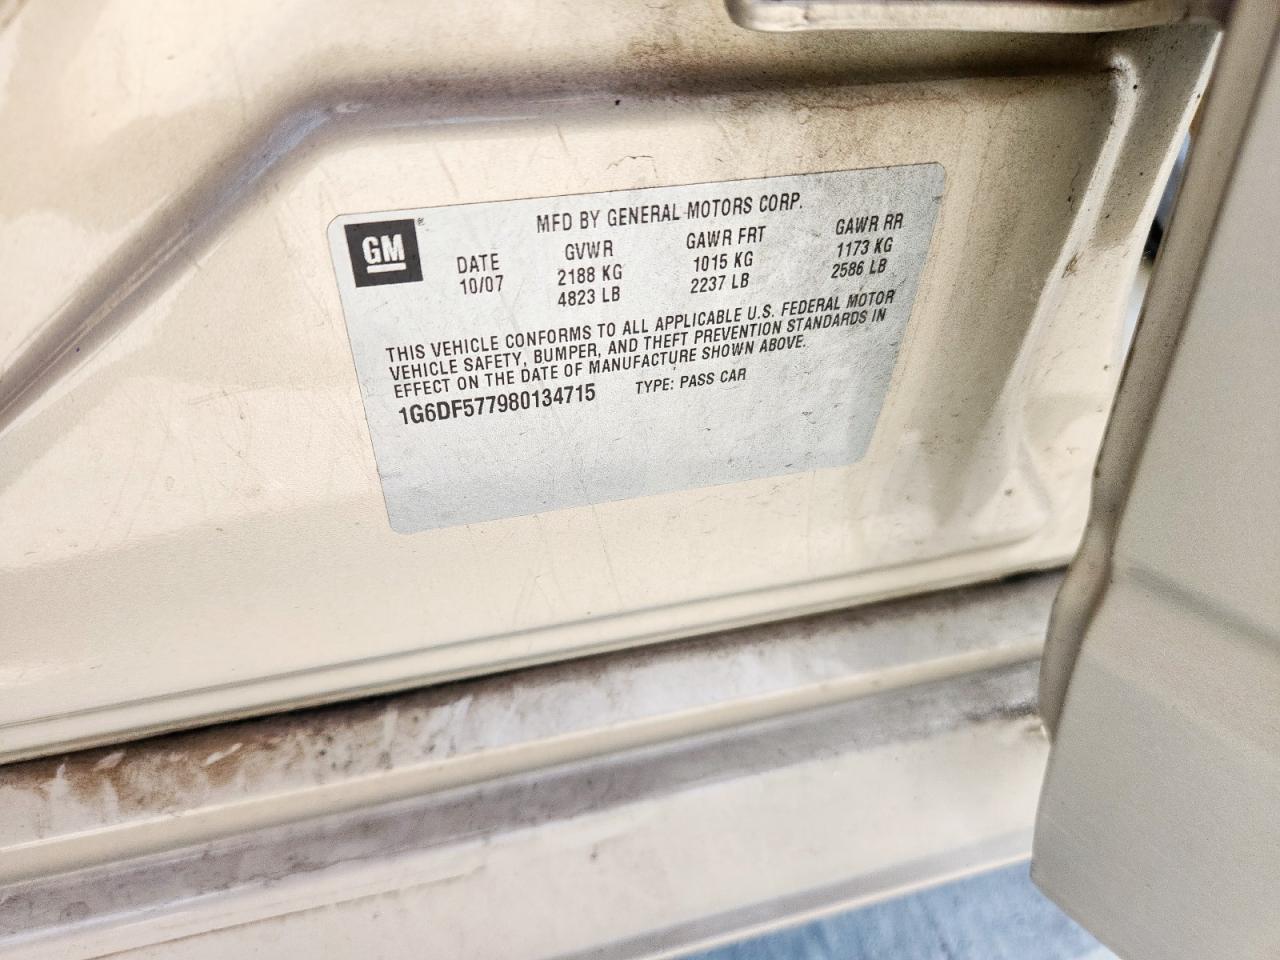 GM
MFD BY GENERAL MOTORS CORP.
DATE GVWR GAWR FRT GAWR RR
10/07 2188 KG 1015 KG 1173 KG
4823 LB 2237 LB 2586 LB
THIS VEHICLE CONFORMS TO ALL APPLICABLE U.S. FEDERAL MOTOR
VEHICLE SAFETY, BUMPER, AND THEFT PREVENTION STANDARDS IN
EFFECT ON THE DATE OF MANUFACTURE SHOWN ABOVE.
1G6DF577980134715 TYPE: PASS CAR